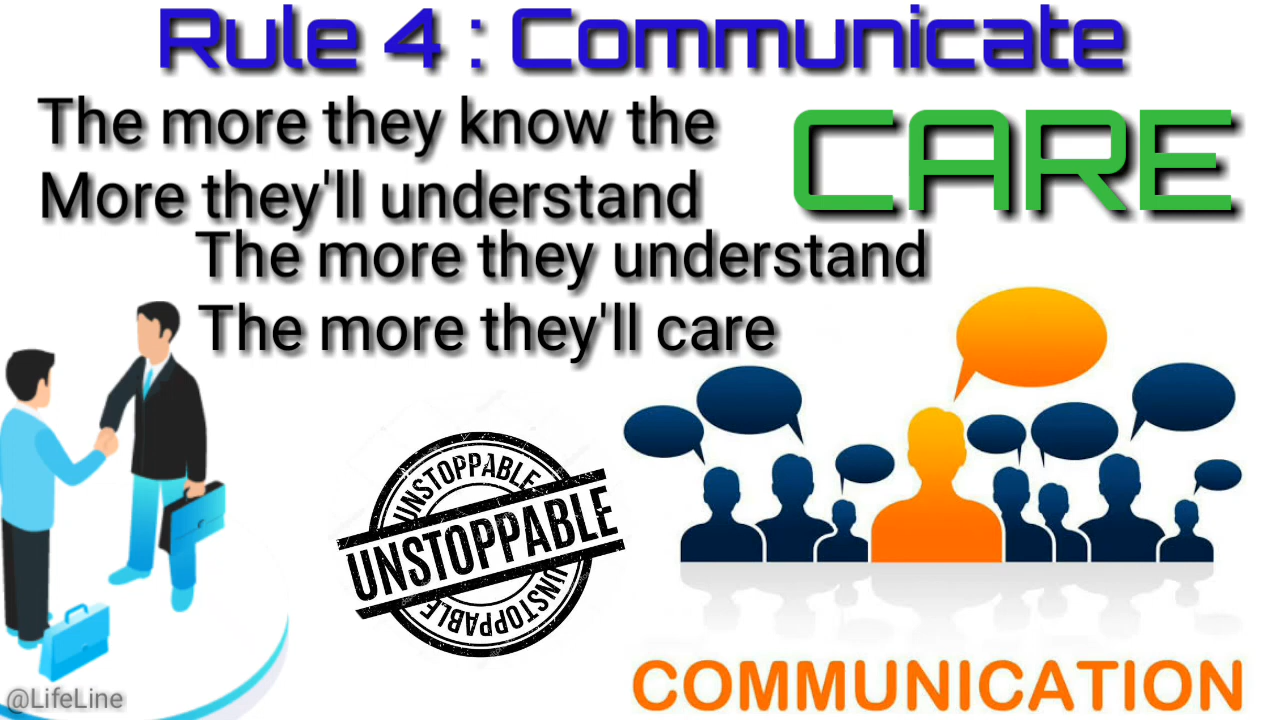 Rule 4 : Communicate
The more they know the
More they'll understand
CARE
The more they understand
The more they'll care
UNSTOPPABLE
UNSTOPPABLE
UNSTOPPABLE
COMMUNICATION
@LifeLine